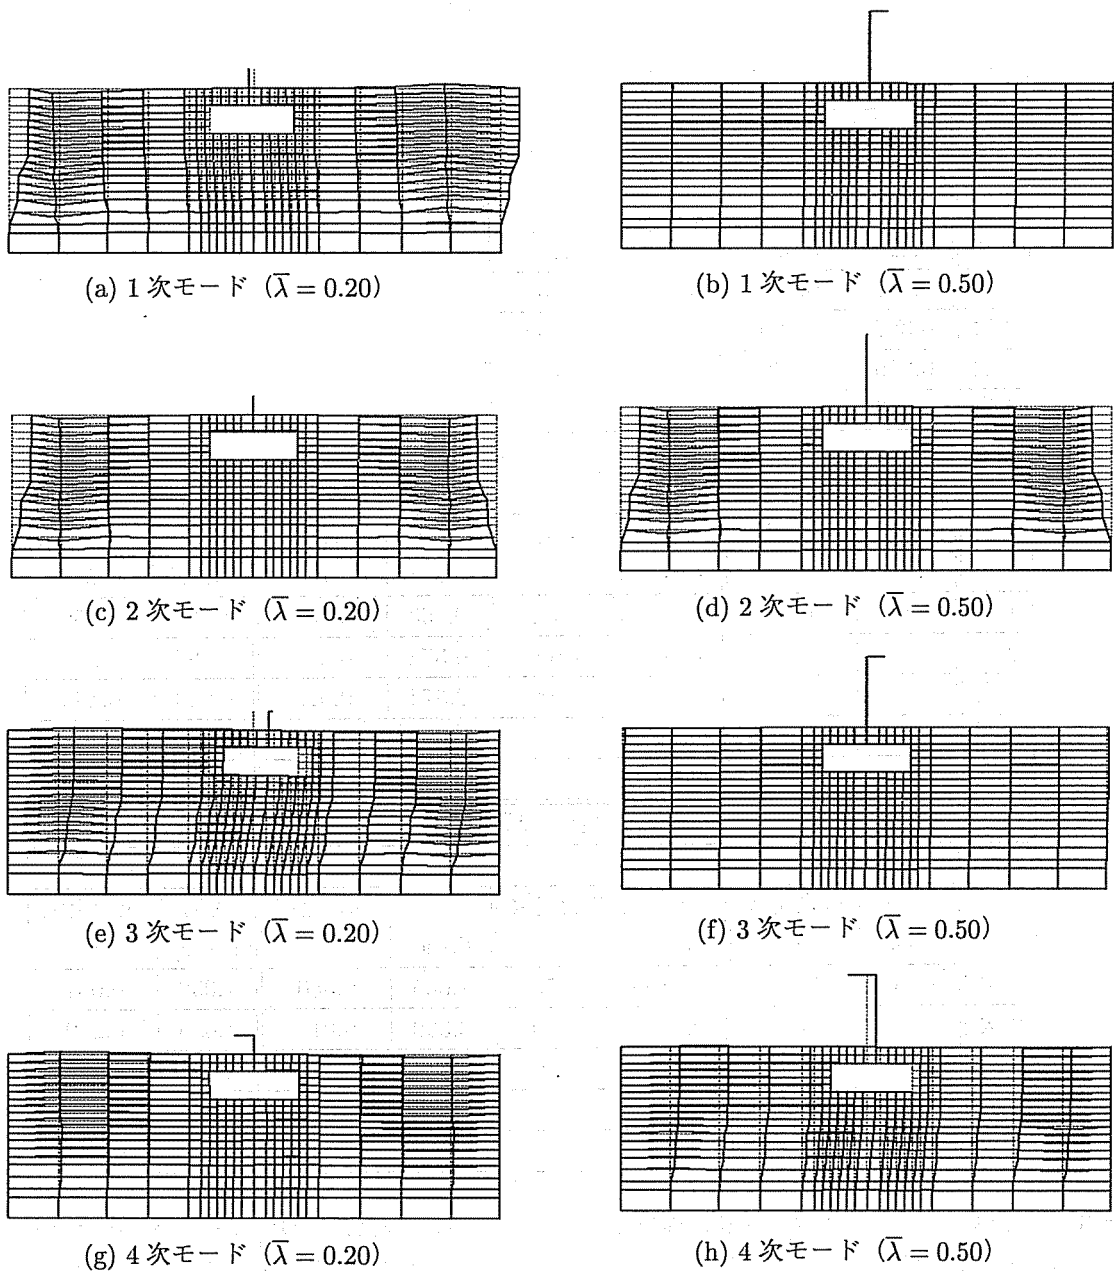 (a) 1 次モード（λ̅ = 0.20）
(b) 1 次モード（λ̅ = 0.50）
(c) 2 次モード（λ̅ = 0.20）
(d) 2 次モード（λ̅ = 0.50）
(e) 3 次モード（λ̅ = 0.20）
(f) 3 次モード（λ̅ = 0.50）
(g) 4 次モード（λ̅ = 0.20）
(h) 4 次モード（λ̅ = 0.50）